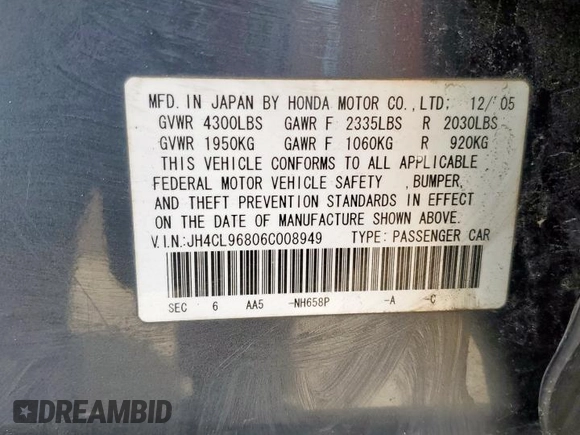 MFD. IN JAPAN BY HONDA MOTOR CO.,LTD: 12/'05
GVWR 4300LBS GAWR F 2335LBS R 2030LBS
GVWR 1950KG GAWR F 1060KG R 920KG
THIS VEHICLE CONFORMS TO ALL APPLICABLE
FEDERAL MOTOR VEHICLE SAFETY ,BUMPER,
AND THEFT PREVENTION STANDARDS IN EFFECT
ON THE DATE OF MANUFACTURE SHOWN ABOVE.
V.I.N:JH4CL96806C008949 TYPE: PASSENGER CAR
SEC 6 AA5 -NH658P -A -C
DREAMBID